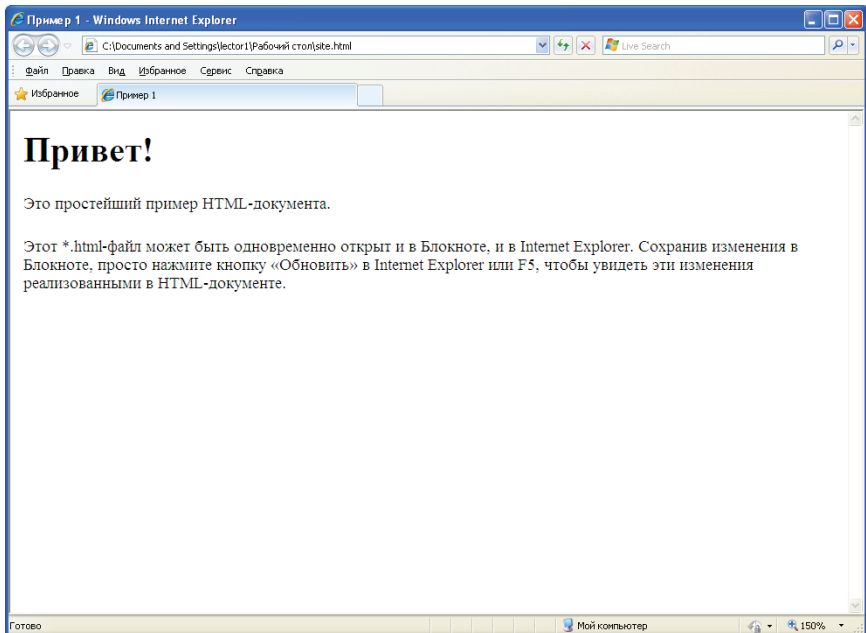 Пример 1 - Windows Internet Explorer
C:\Documents and Settings\lector1\Рабочий стол\site.html
Live Search
Файл Правка Вид Избранное Сервис Справка
Избранное Пример 1
Привет!
Это простейший пример HTML-документа.
Этот *.html-файл может быть одновременно открыт и в Блокноте, и в Internet Explorer. Сохранив изменения в
Блокноте, просто нажмите кнопку «Обновить» в Internet Explorer или F5, чтобы увидеть эти изменения
реализованными в HTML-документе.
Готово Мой компьютер 150%